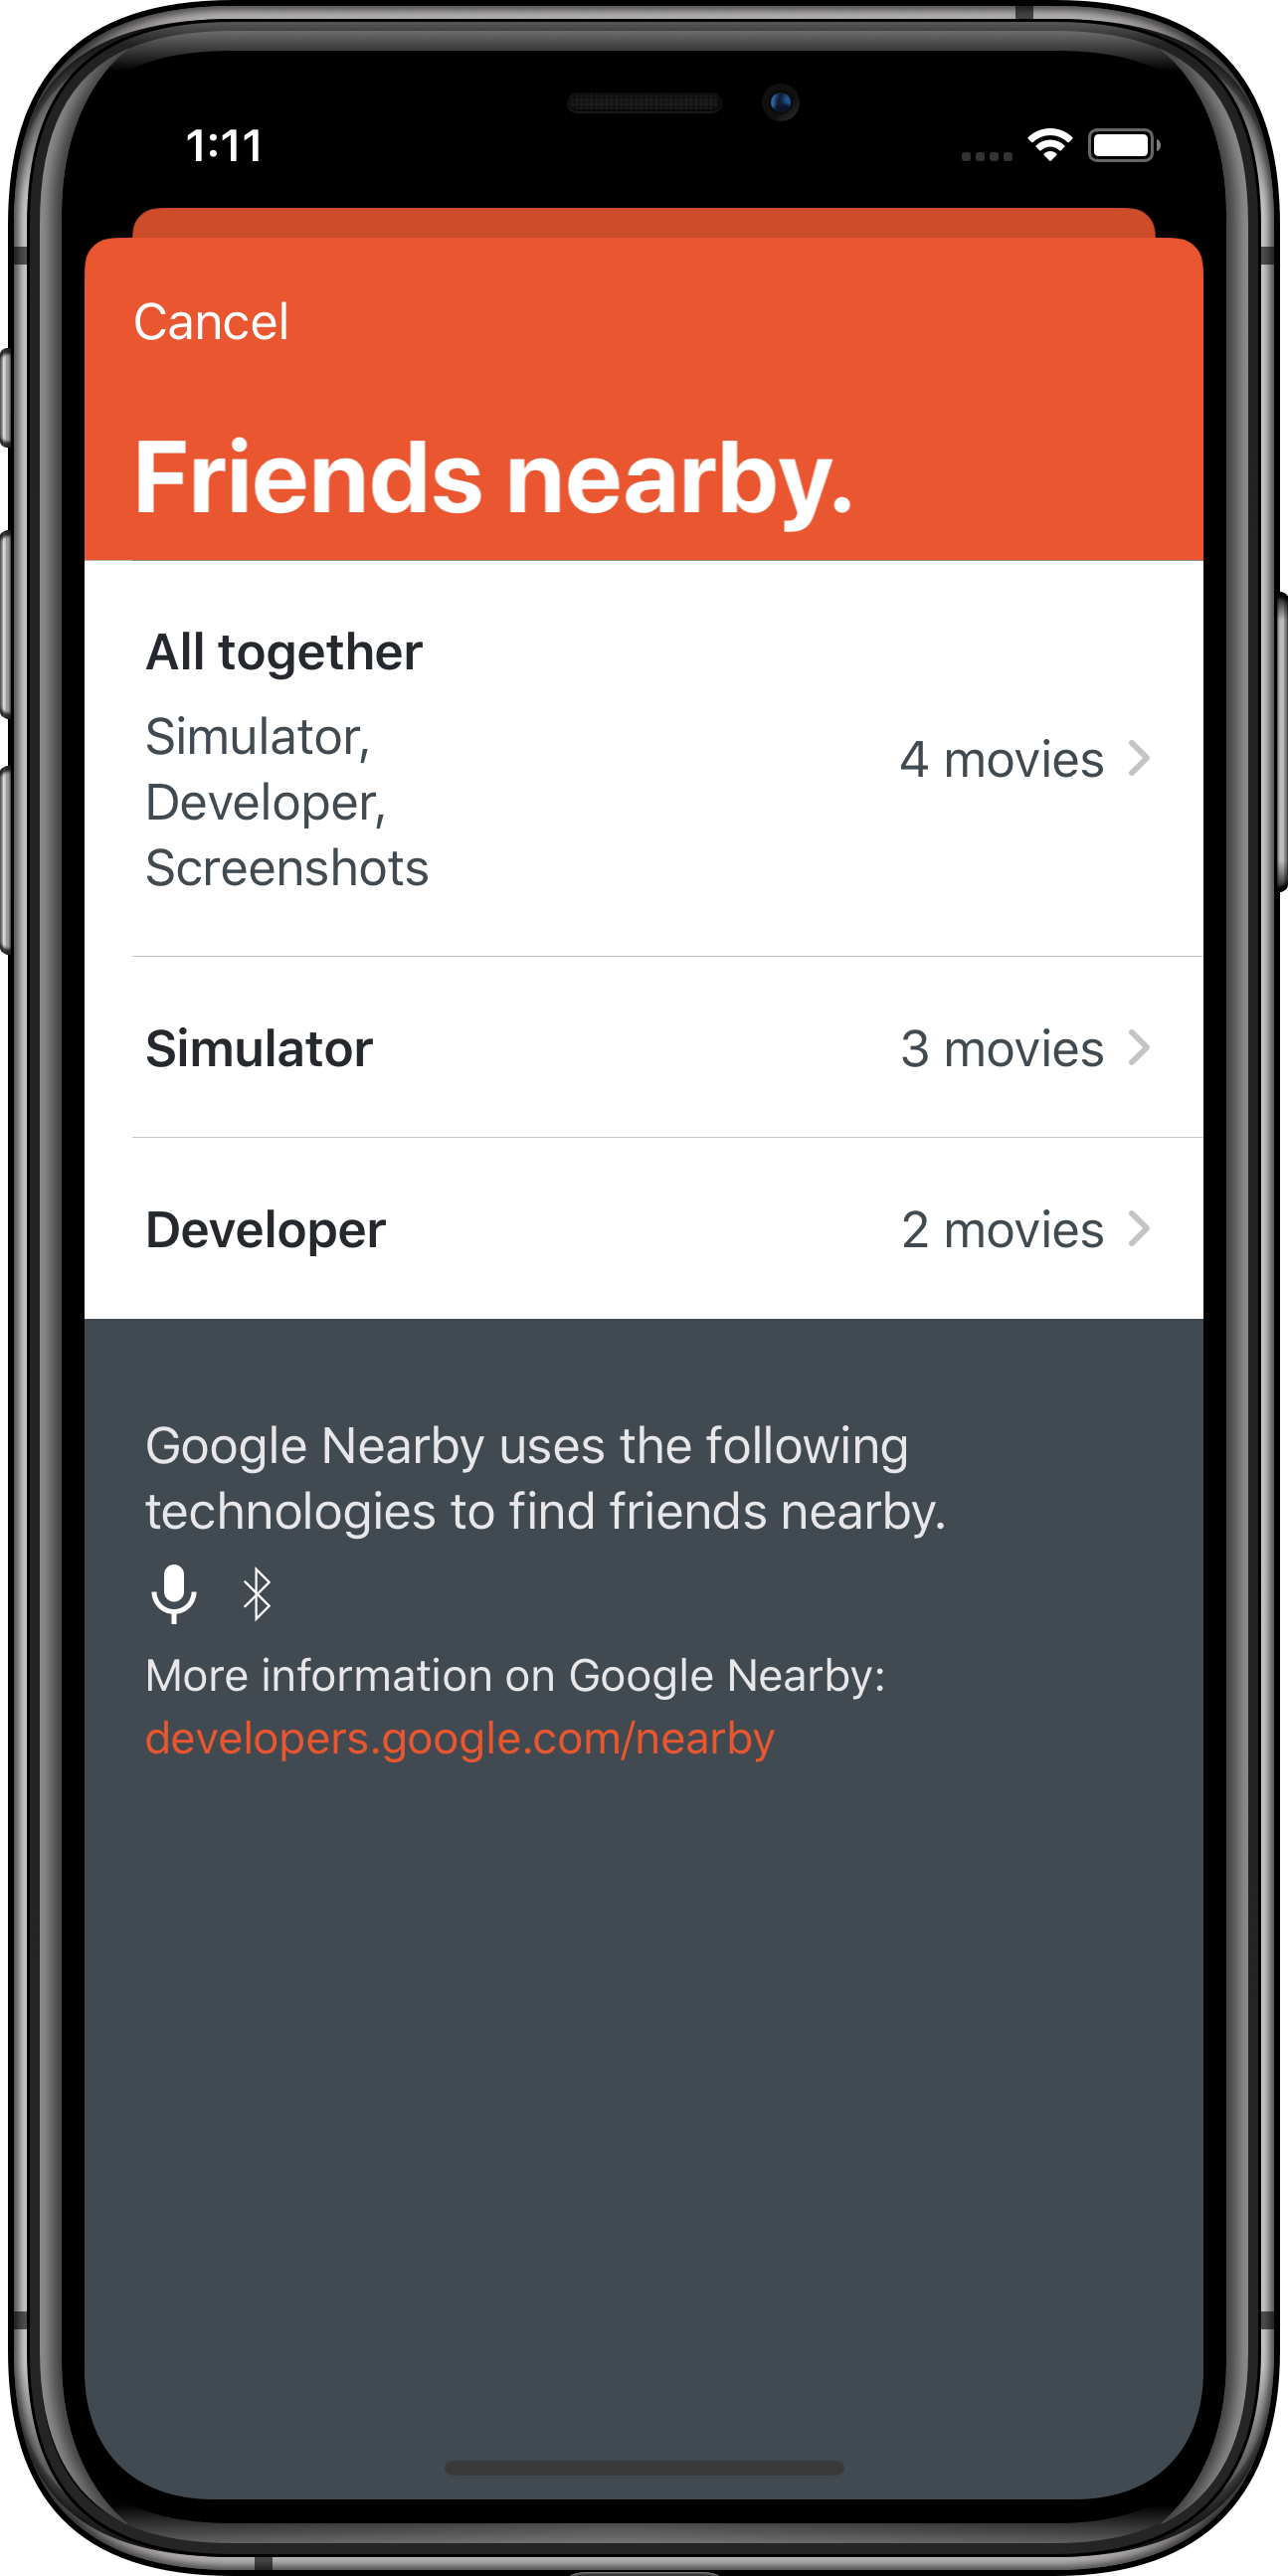 1:11
Cancel
Friends nearby.
All together
Simulator,
Developer,
Screenshots
4 movies
Simulator
3 movies
Developer
2 movies
Google Nearby uses the following
technologies to find friends nearby.
More information on Google Nearby:
developers.google.com/nearby